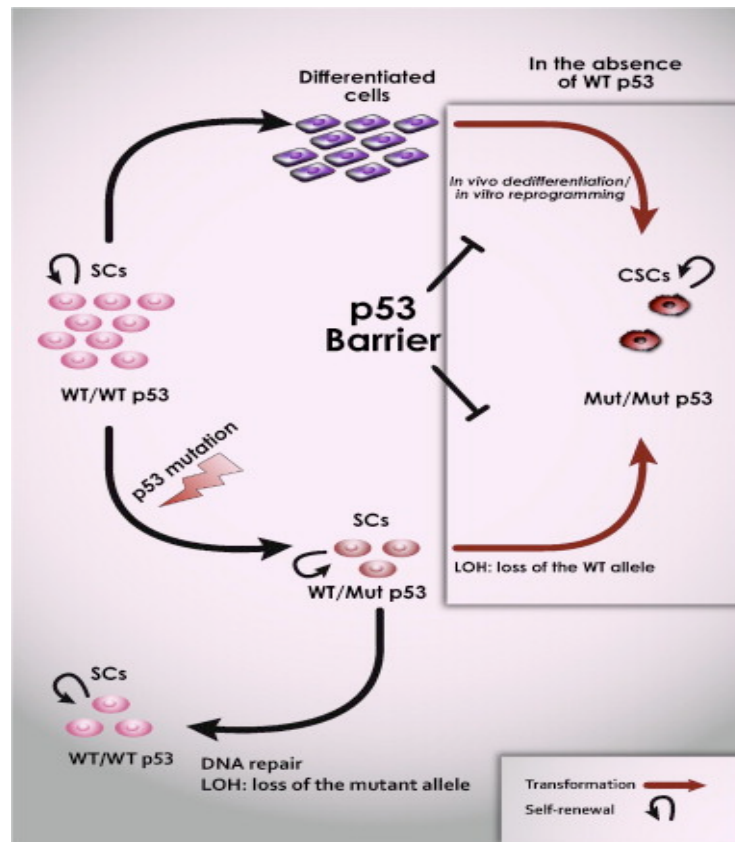 In the absence
of WT p53
Differentiated
cells
In vivo dedifferentiation/
in vitro reprogramming
SCs
CSCs
p53
Barrier
WT/WT p53
Mut/Mut p53
p53 mutation
SCs
LOH: loss of the WT allele
WT/Mut p53
SCs
WT/WT p53
DNA repair
LOH: loss of the mutant allele
Transformation
Self-renewal